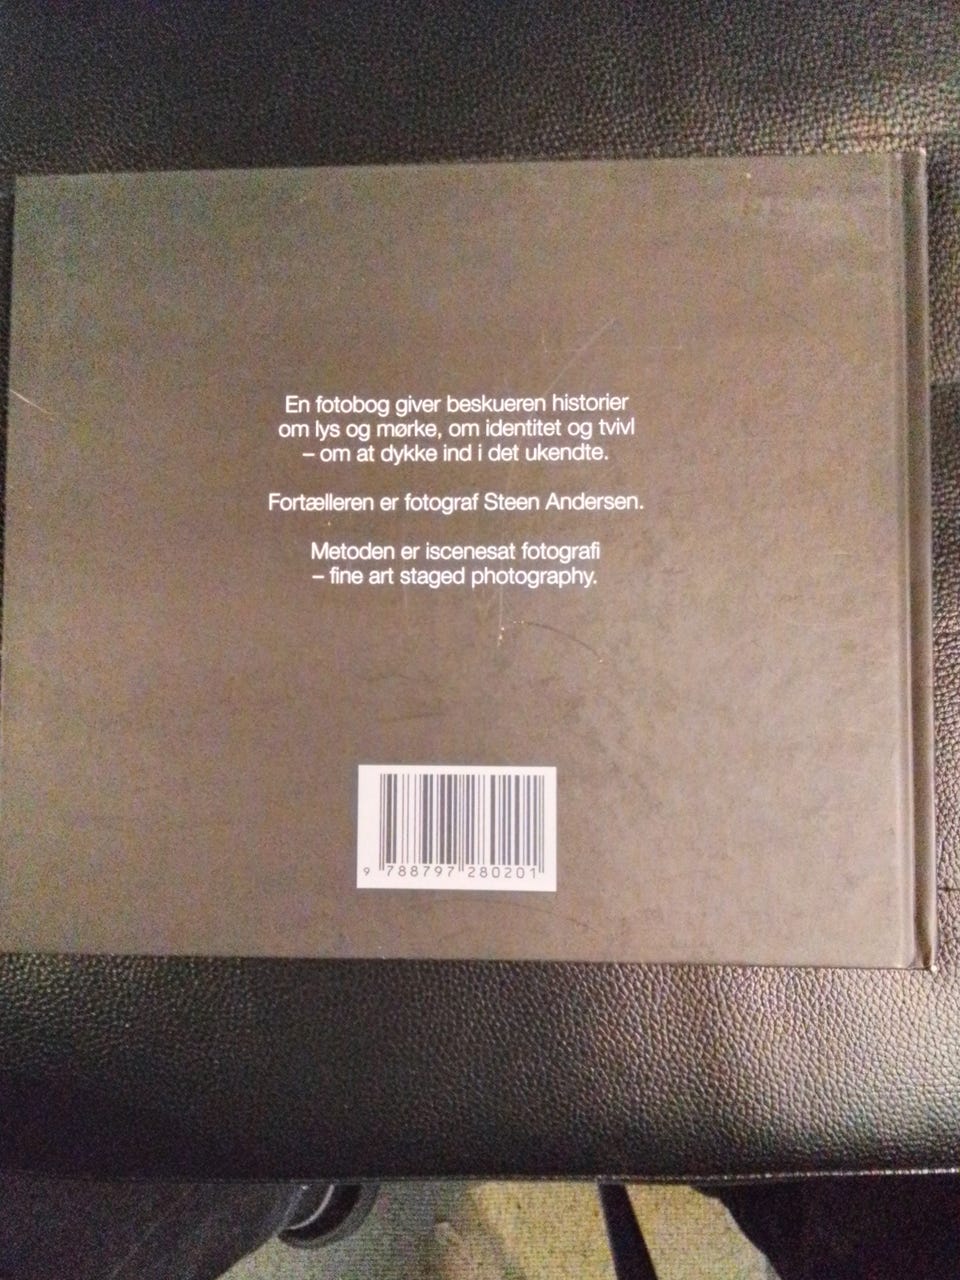 En fotobog giver beskueren historier
om lys og mørke, om identitet og tvivl
– om at dykke ind i det ukendte.
Fortælleren er fotograf Steen Andersen.
Metoden er iscenesat fotografi
– fine art staged photography.
9 788797 280201